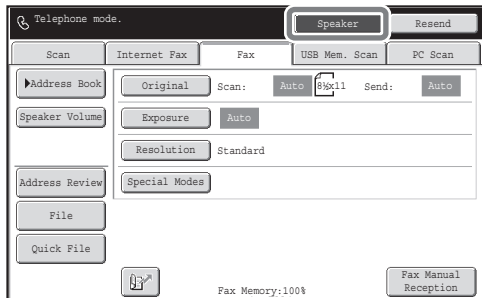 Telephone mode.
Speaker
Resend
Scan
Internet Fax
Fax
USB Mem. Scan
PC Scan
Address Book
Original
Scan: Auto 8½x11 Send: Auto
Speaker Volume
Exposure
Auto
Resolution
Standard
Address Review
Special Modes
File
Quick File
Fax Memory:100%
Fax Manual
Reception